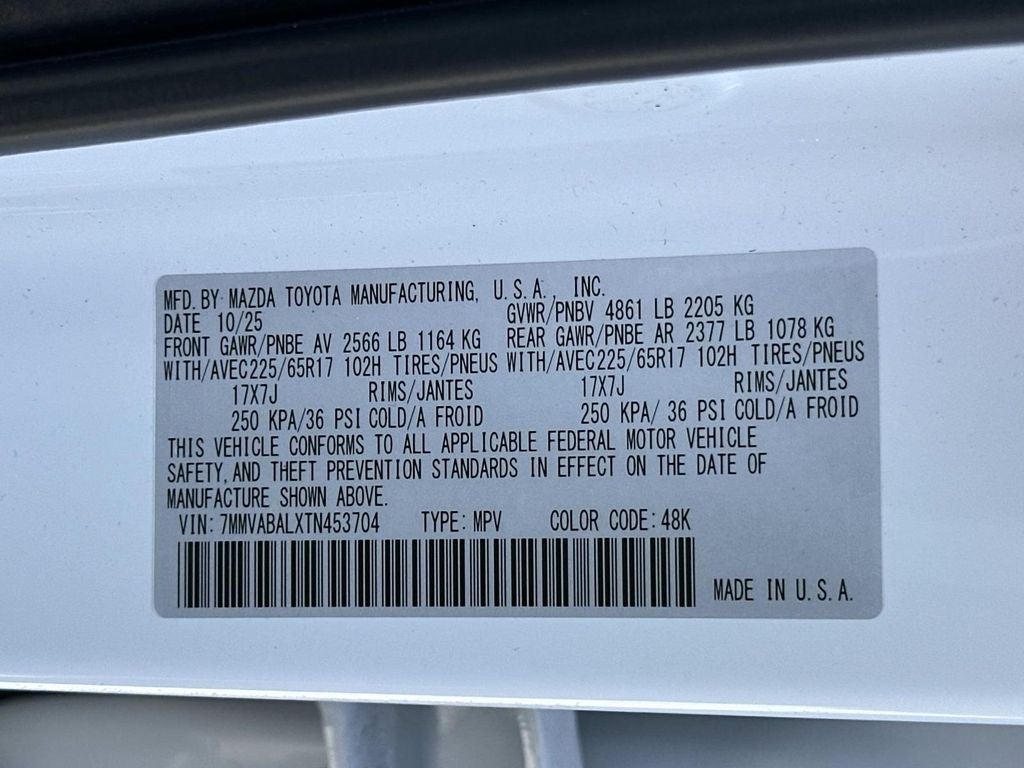 MFD. BY MAZDA TOYOTA MANUFACTURING, U.S.A., INC.
DATE 10/25 GVWR/PNBV 4861 LB 2205 KG
FRONT GAWR/PNBE AV 2566 LB 1164 KG REAR GAWR/PNBE AR 2377 LB 1078 KG
WITH/AVEC225/65R17 102H TIRES/PNEUS WITH/AVEC225/65R17 102H TIRES/PNEUS
17X7J RIMS/JANTES 17X7J RIMS/JANTES
250 KPA/36 PSI COLD/A FROID 250 KPA/ 36 PSI COLD/A FROID
THIS VEHICLE CONFORMS TO ALL APPLICABLE FEDERAL MOTOR VEHICLE
SAFETY, AND THEFT PREVENTION STANDARDS IN EFFECT ON THE DATE OF
MANUFACTURE SHOWN ABOVE.
VIN: 7MMVABALXTN453704 TYPE: MPV COLOR CODE: 48K
MADE IN U.S.A.